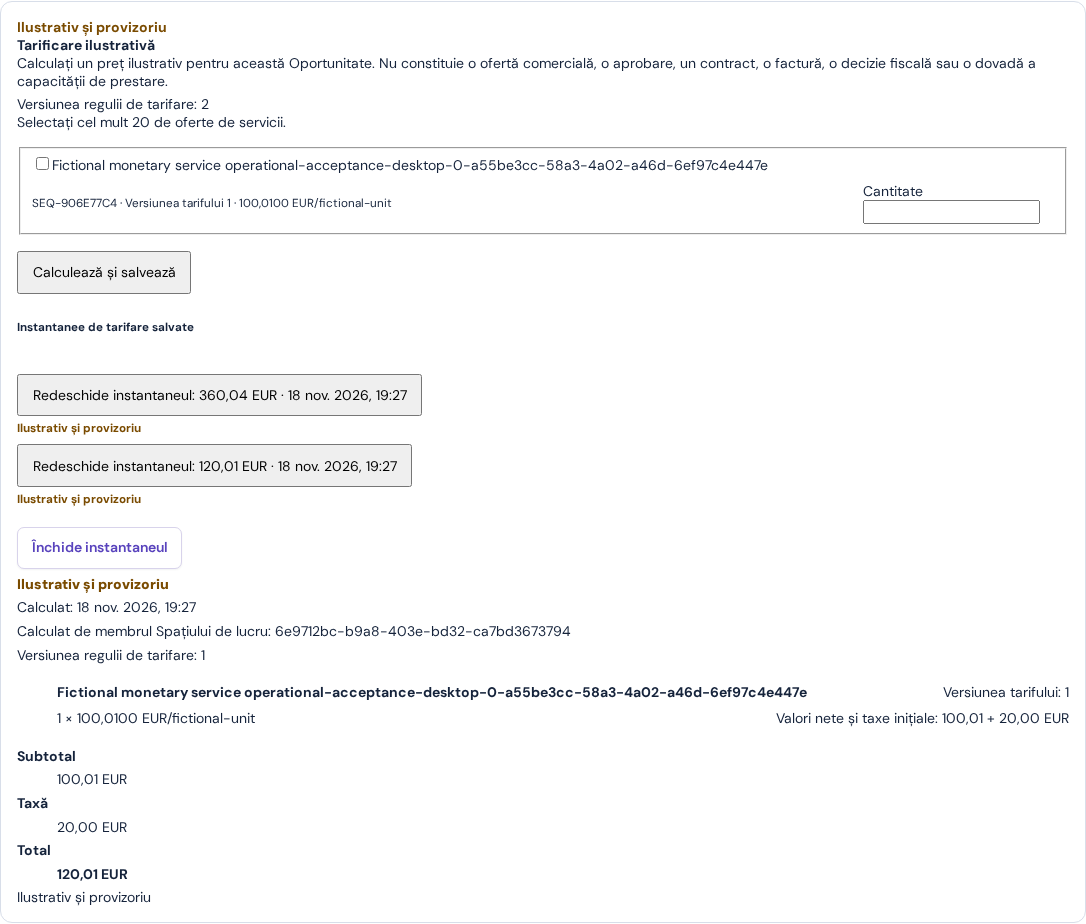 Ilustrativ și provizoriu
Tarificare ilustrativă
Calculați un preț ilustrativ pentru această Oportunitate. Nu constituie o ofertă comercială, o aprobare, un contract, o factură, o decizie fiscală sau o dovadă a
capacității de prestare.
Versiunea regulii de tarifare: 2
Selectați cel mult 20 de oferte de servicii.
Fictional monetary service operational-acceptance-desktop-0-a55be3cc-58a3-4a02-a46d-6ef97c4e447e
SEQ-906E77C4 · Versiunea tarifului 1 · 100,0100 EUR/fictional-unit
Cantitate
Calculează și salvează
Instantanee de tarifare salvate
Redeschide instantaneul: 360,04 EUR · 18 nov. 2026, 19:27
Ilustrativ și provizoriu
Redeschide instantaneul: 120,01 EUR · 18 nov. 2026, 19:27
Ilustrativ și provizoriu
Închide instantaneul
Ilustrativ și provizoriu
Calculat: 18 nov. 2026, 19:27
Calculat de membrul Spațiului de lucru: 6e9712bc-b9a8-403e-bd32-ca7bd3673794
Versiunea regulii de tarifare: 1
Fictional monetary service operational-acceptance-desktop-0-a55be3cc-58a3-4a02-a46d-6ef97c4e447e
Versiunea tarifului: 1
1 × 100,0100 EUR/fictional-unit
Valori nete și taxe inițiale: 100,01 + 20,00 EUR
Subtotal
100,01 EUR
Taxă
20,00 EUR
Total
120,01 EUR
Ilustrativ și provizoriu